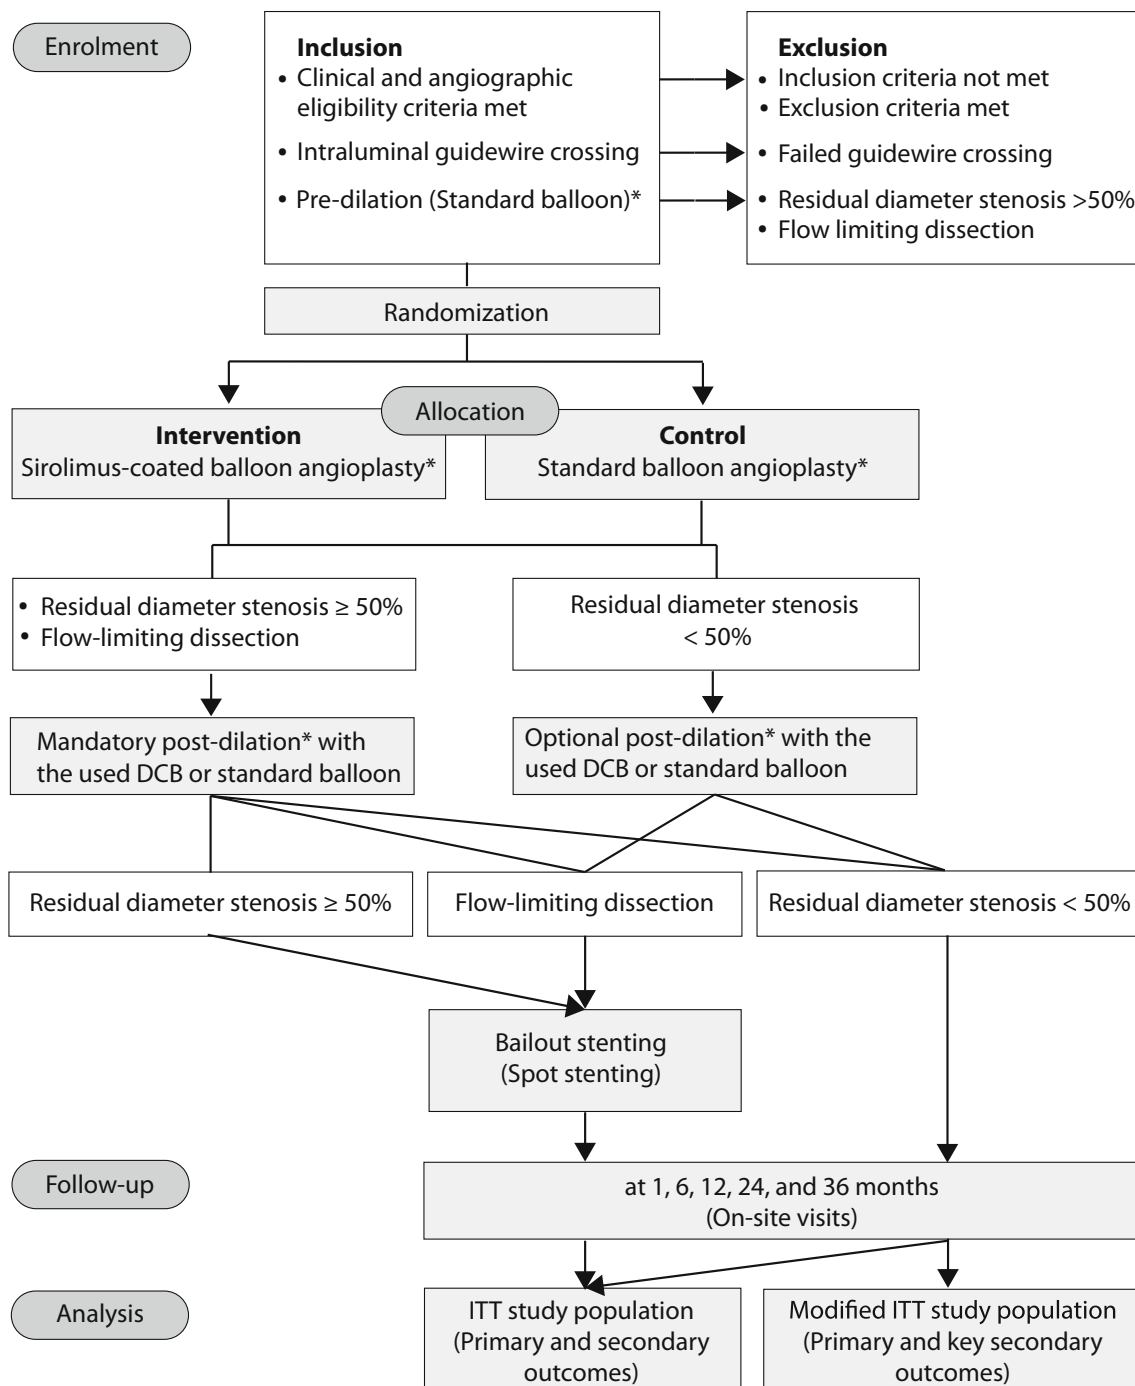 Enrolment
Inclusion
• Clinical and angiographic
eligibility criteria met
• Intraluminal guidewire crossing
• Pre-dilation (Standard balloon)*
Exclusion
• Inclusion criteria not met
• Exclusion criteria met
• Failed guidewire crossing
• Residual diameter stenosis >50%
• Flow limiting dissection
Randomization
Allocation
Intervention
Sirolimus-coated balloon angioplasty*
Control
Standard balloon angioplasty*
• Residual diameter stenosis ≥ 50%
• Flow-limiting dissection
Residual diameter stenosis
< 50%
Mandatory post-dilation* with
the used DCB or standard balloon
Optional post-dilation* with the
used DCB or standard balloon
Residual diameter stenosis ≥ 50%
Flow-limiting dissection
Residual diameter stenosis < 50%
Bailout stenting
(Spot stenting)
Follow-up
at 1, 6, 12, 24, and 36 months
(On-site visits)
Analysis
ITT study population
(Primary and secondary
outcomes)
Modified ITT study population
(Primary and key secondary
outcomes)